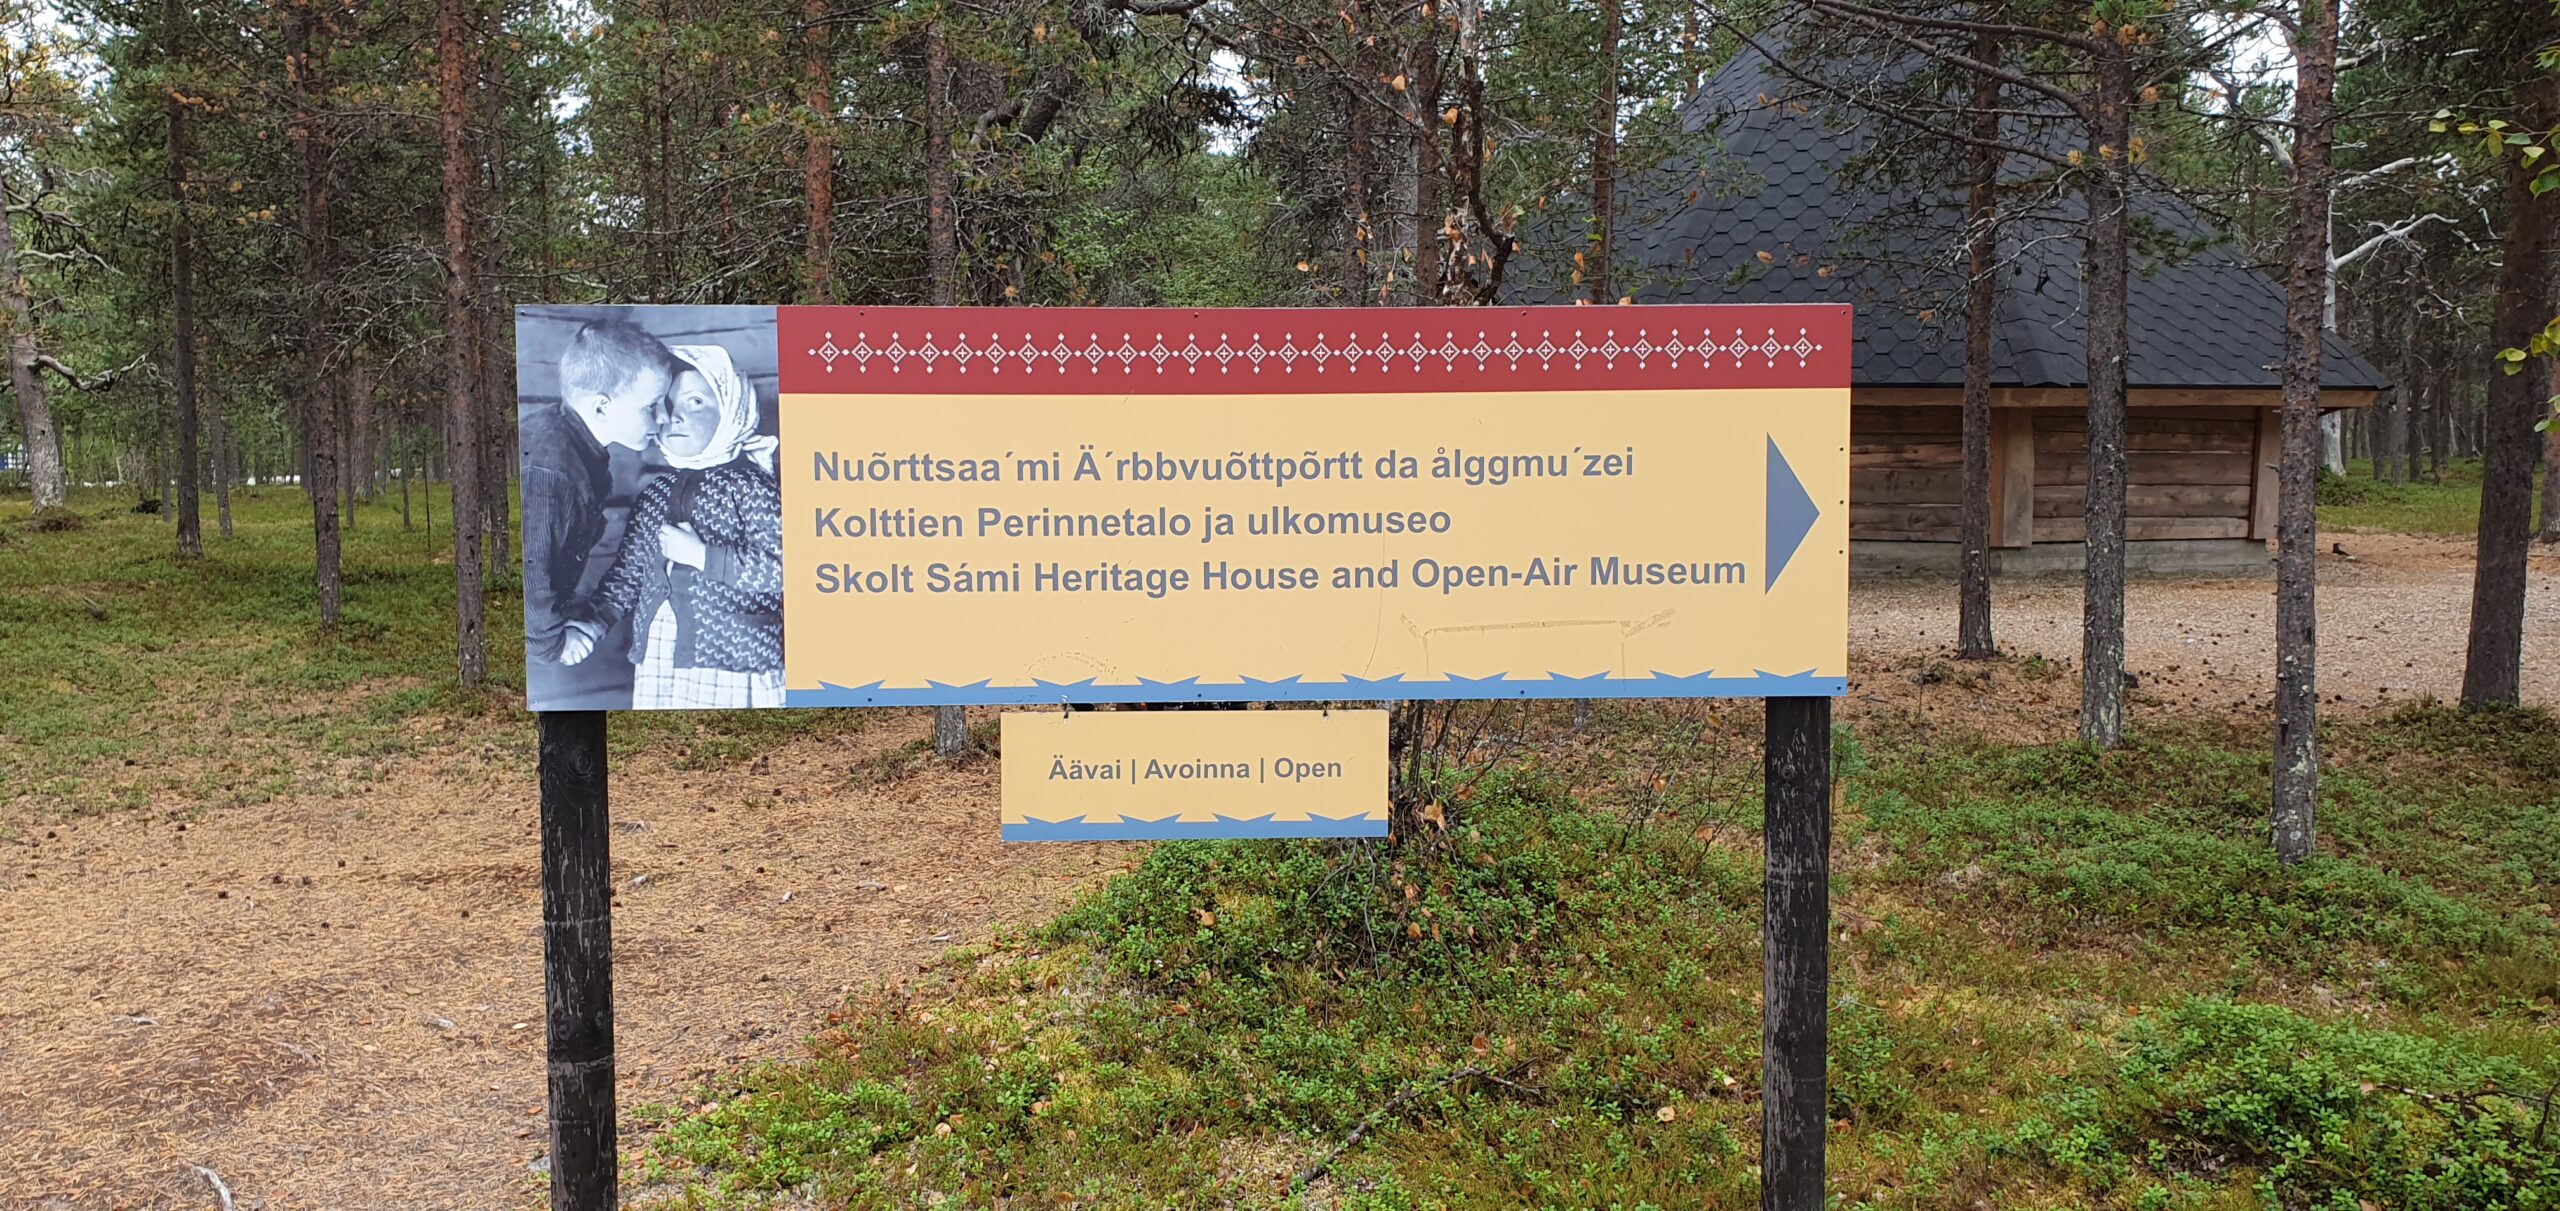 Nuõrttsaa´mi Ä´rbbvuõttpõrtt da ålggmu´zei
Kolttien Perinnetalo ja ulkomuseo
Skolt Sámi Heritage House and Open-Air Museum
Äävai | Avoinna | Open